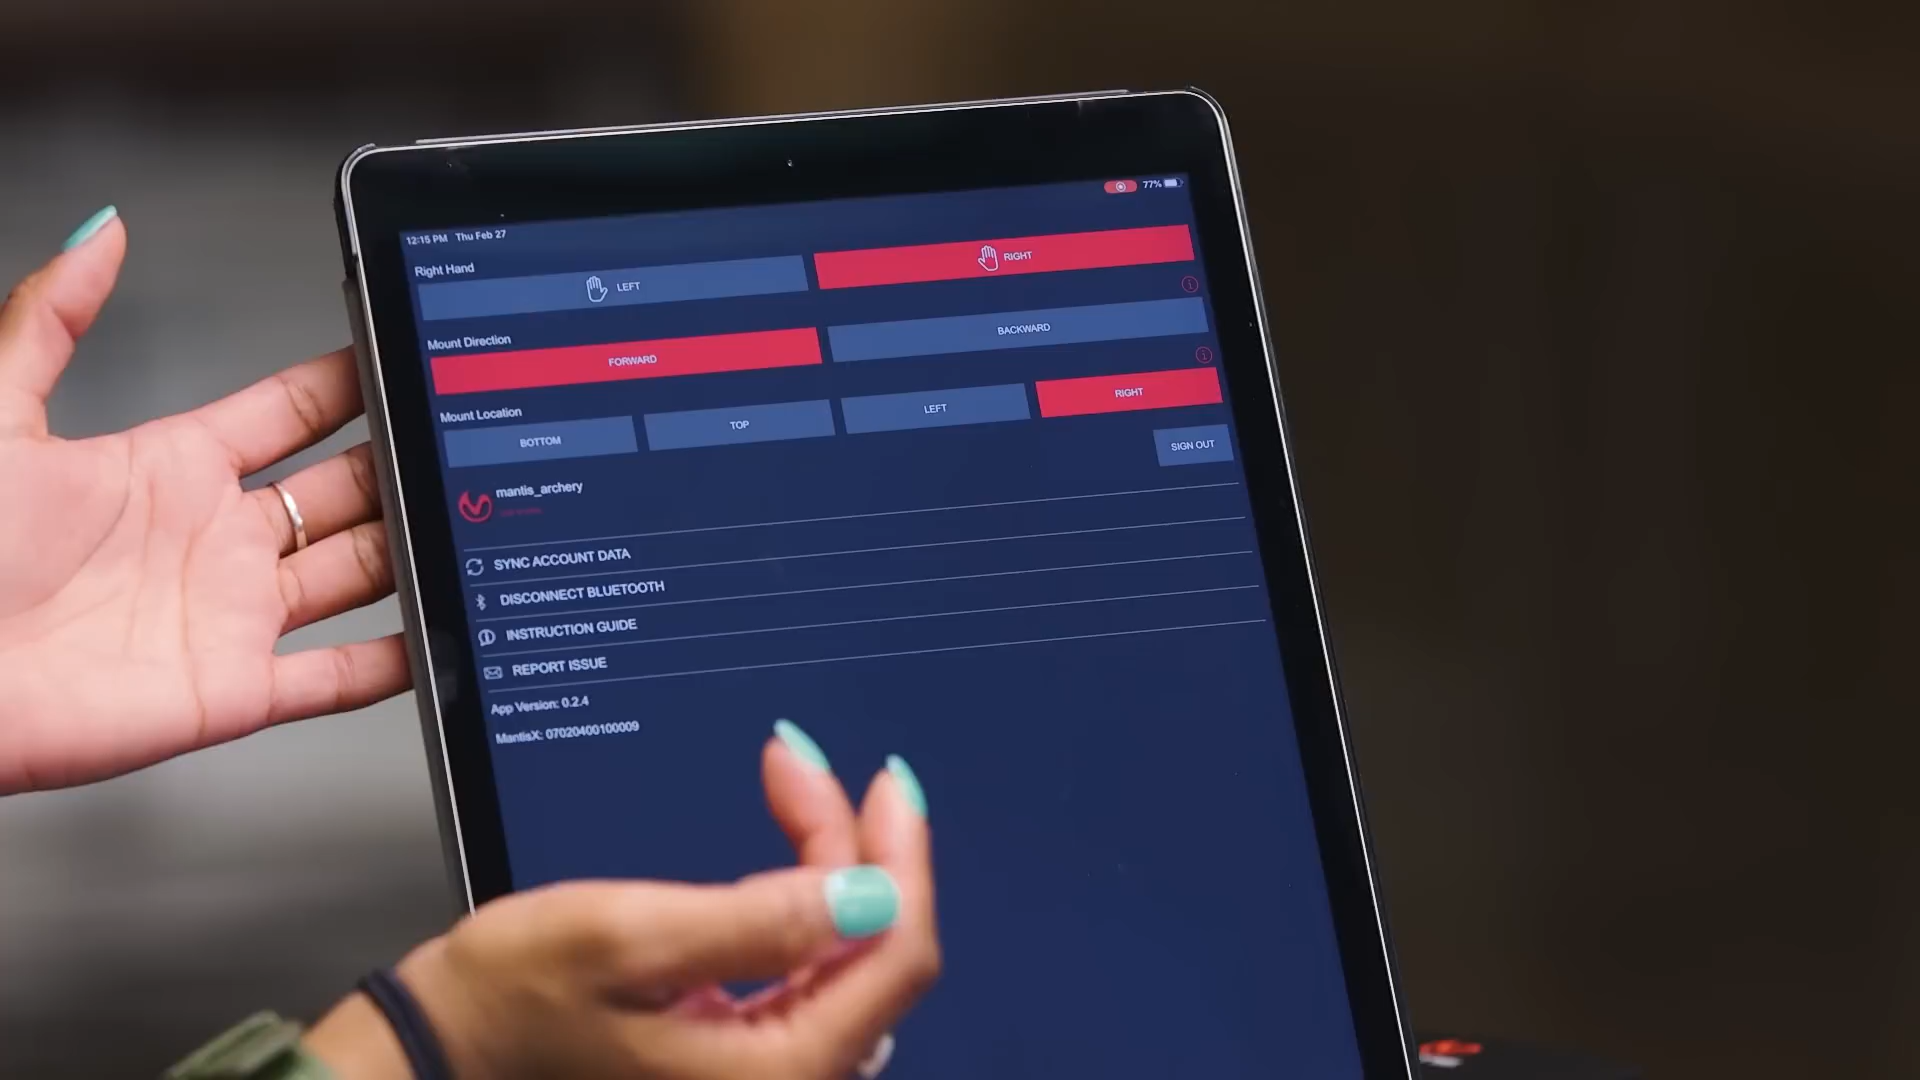 12:15 PM Thu Feb 27
77%
Right Hand
LEFT
RIGHT
Mount Direction
FORWARD
BACKWARD
Mount Location
BOTTOM
TOP
LEFT
RIGHT
SIGN OUT
mantis_archery
SYNC ACCOUNT DATA
DISCONNECT BLUETOOTH
INSTRUCTION GUIDE
REPORT ISSUE
App Version: 0.2.4
MantisX: 07020400100009